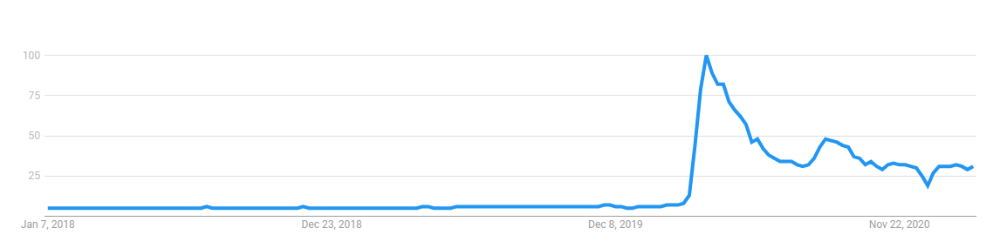 100
75
50
25
Jan 7, 2018
Dec 23, 2018
Dec 8, 2019
Nov 22, 2020